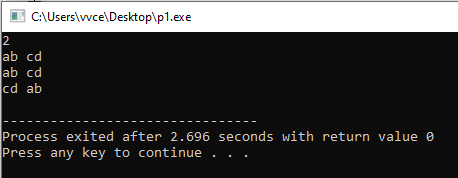 C:\Users\vvce\Desktop\p1.exe
2
ab cd
ab cd
cd ab
--------------------------------
Process exited after 2.696 seconds with return value 0
Press any key to continue . . .